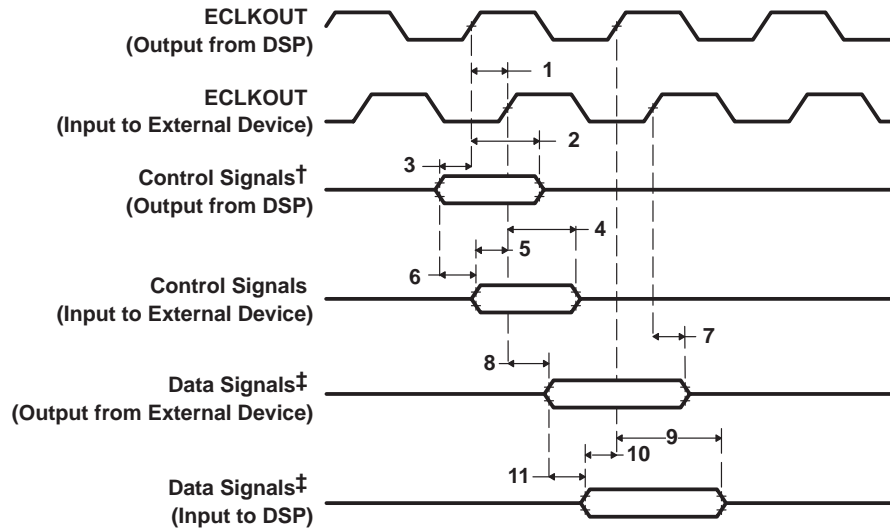 ECLKOUT
(Output from DSP)
1
ECLKOUT
(Input to External Device)
2
3
Control Signals†
(Output from DSP)
4
5
6
Control Signals
(Input to External Device)
7
8
Data Signals‡
(Output from External Device)
9
10
11
Data Signals‡
(Input to DSP)